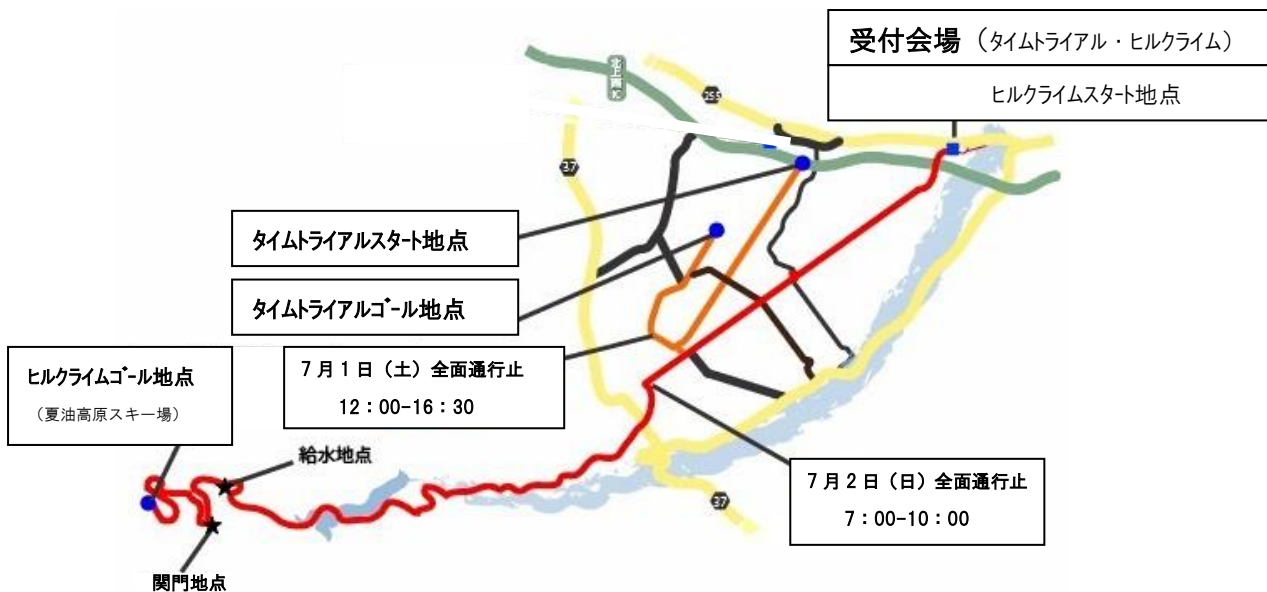 受付会場（タイムトライアル・ヒルクライム）
ヒルクライムスタート地点
北上西IC
255
37
タイムトライアルスタート地点
タイムトライアルゴール地点
7月1日（土）全面通行止
12：00-16：30
ヒルクライムゴール地点
（夏油高原スキー場）
給水地点
7月2日（日）全面通行止
7：00-10：00
37
関門地点